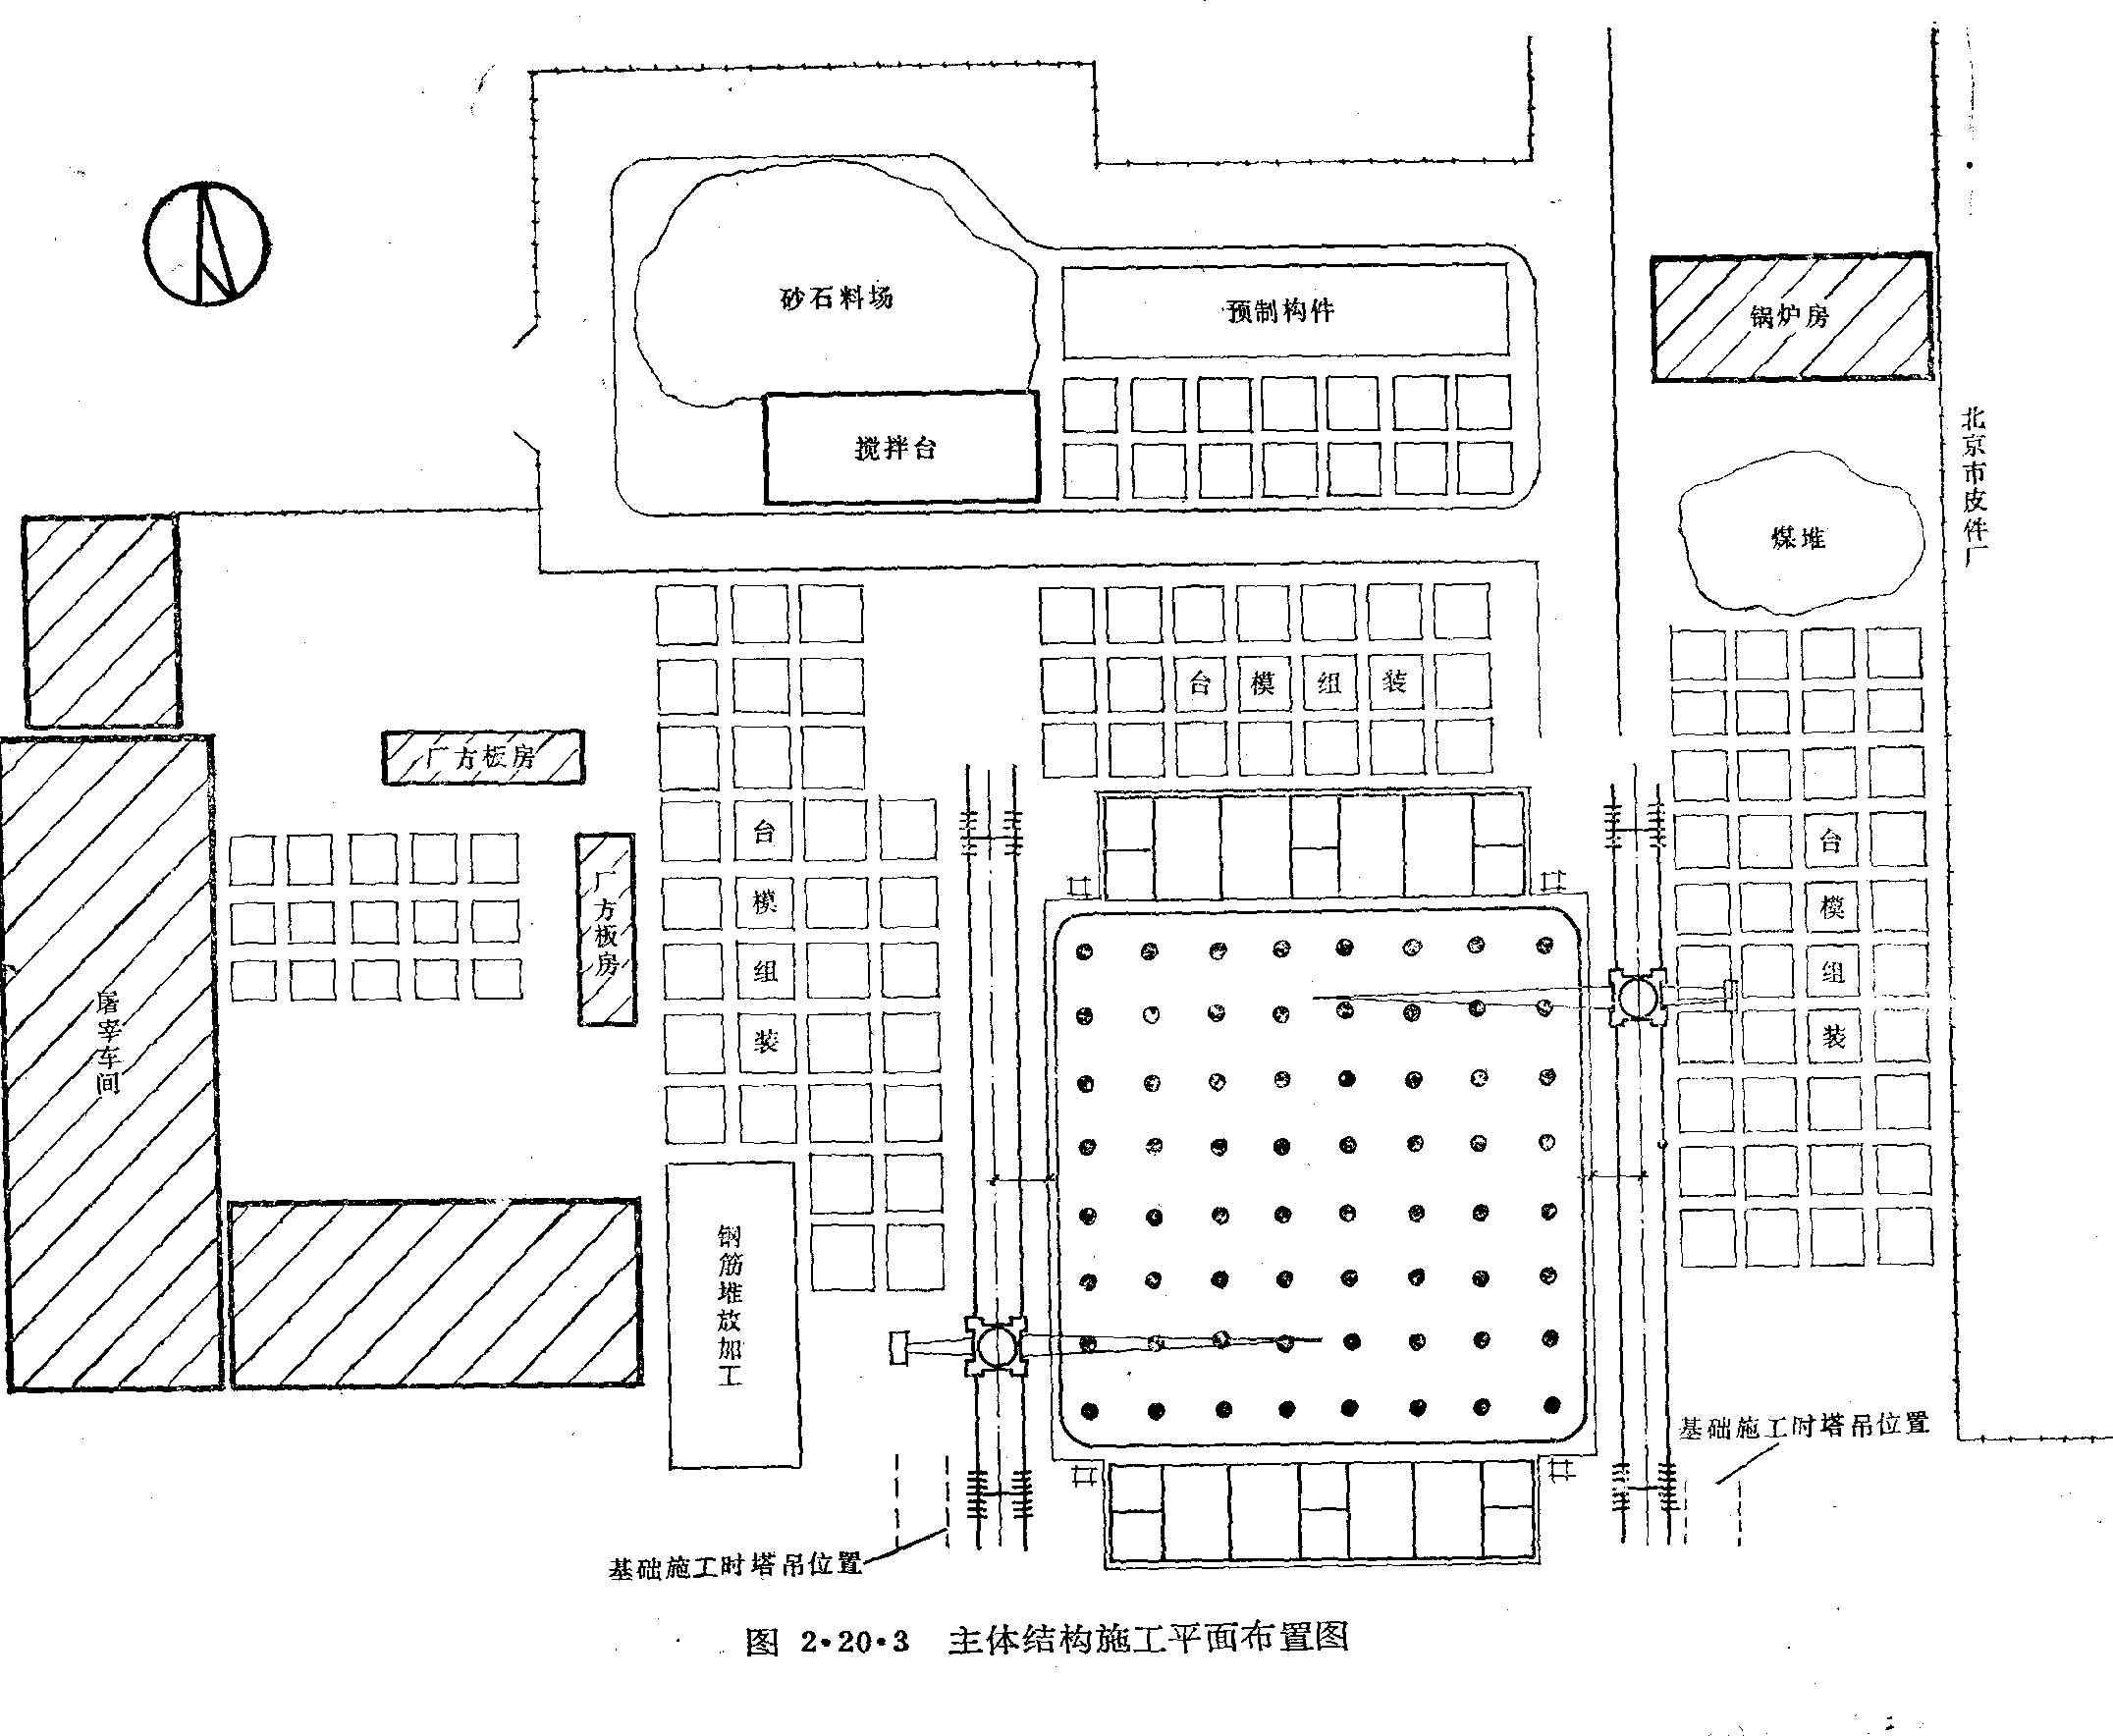 砂石料场
预制构件
锅炉房
搅拌台
北京市皮件厂
煤堆
台模组装
厂方板房
台模组装
台模组装
厂方板房
屠宰车间
钢筋堆放加工
基础施工时塔吊位置
基础施工时塔吊位置
图 2·20·3 主体结构施工平面布置图